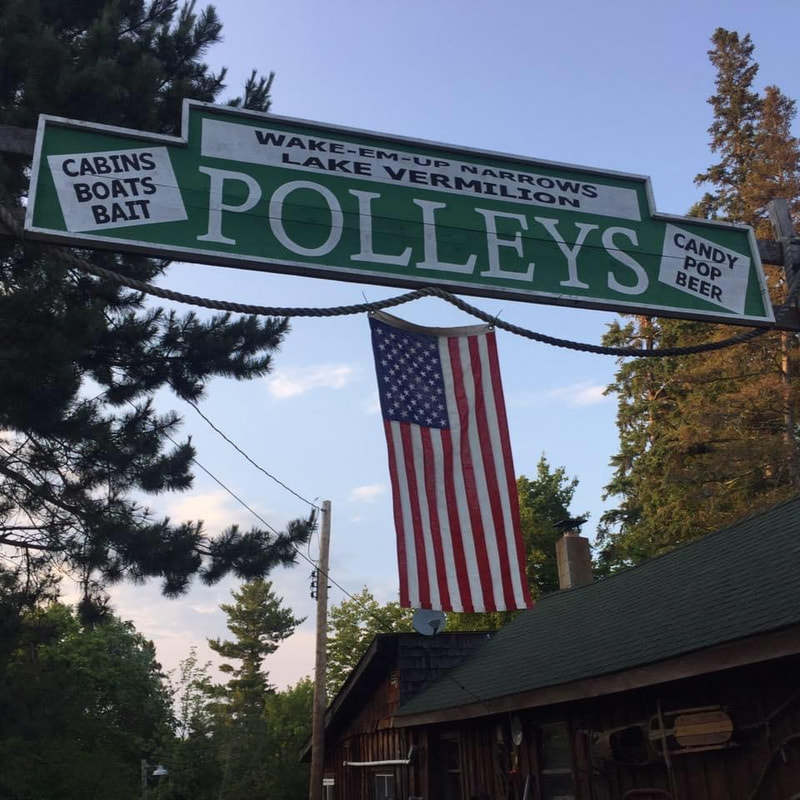 WAKE-EM-UP NARROWS
LAKE VERMILION
CABINS
BOATS
BAIT
POLLEYS
CANDY
POP
BEER